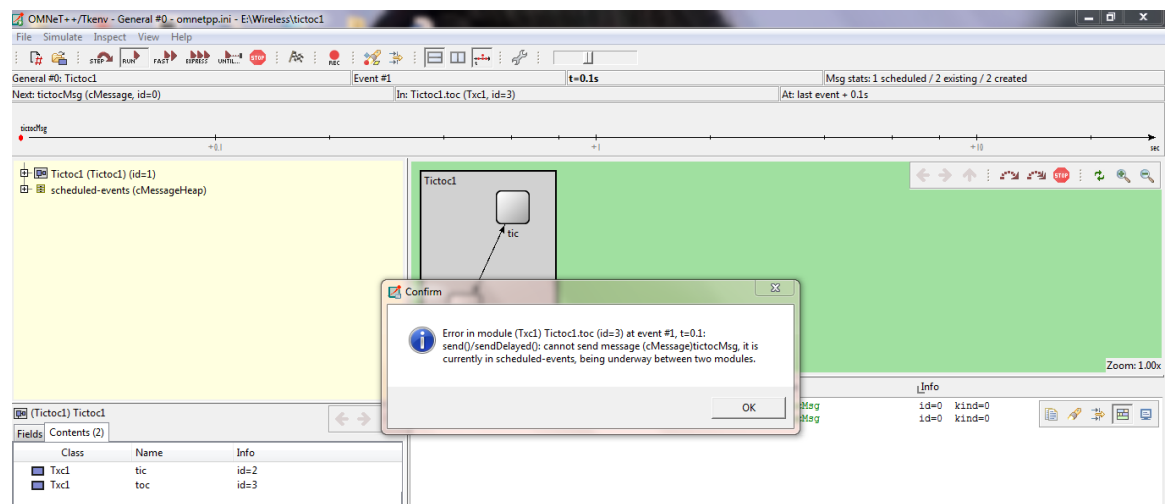 OMNeT++/Tkenv - General #0 - omnetpp.ini - E:\Wireless\tictoc1
File Simulate Inspect View Help
STEP RUN FAST EXPRESS UNTIL... STOP REC STOP
General #0: Tictoc1 Event #1 t=0.1s Msg stats: 1 scheduled / 2 existing / 2 created
Next: tictocMsg (cMessage, id=0) In: Tictoc1.toc (Txc1, id=3) At: last event + 0.1s
tictocMsg
+0.1 +1 +10 sec
Tictoc1 (Tictoc1) (id=1)
scheduled-events (cMessageHeap)
Tictoc1
STOP
tic
Confirm
Error in module (Txc1) Tictoc1.toc (id=3) at event #1, t=0.1:
send()/sendDelayed(): cannot send message (cMessage)tictocMsg, it is
currently in scheduled-events, being underway between two modules.
OK
Zoom: 1.00x
Info
cMsg id=0 kind=0
cMsg id=0 kind=0
(Tictoc1) Tictoc1
Fields Contents (2)
Class Name Info
Txc1 tic id=2
Txc1 toc id=3